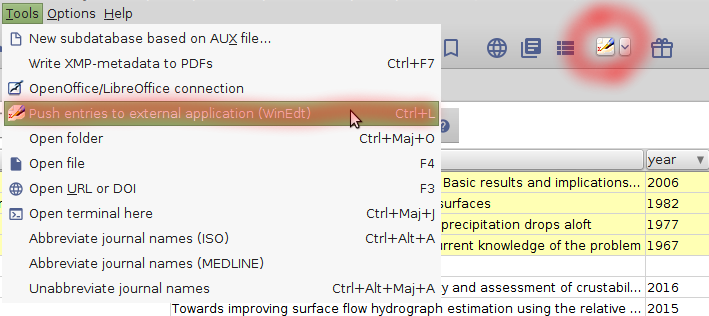 Tools Options Help
New subdatabase based on AUX file...
Write XMP-metadata to PDFs Ctrl+F7
OpenOffice/LibreOffice connection
Push entries to external application (WinEdt) Ctrl+L
Open folder Ctrl+Maj+O
Open file F4
Open URL or DOI F3
Open terminal here Ctrl+Maj+J
Abbreviate journal names (ISO) Ctrl+Alt+A
Abbreviate journal names (MEDLINE)
Unabbreviate journal names Ctrl+Alt+Maj+A
year
Basic results and implications... 2006
surfaces 1982
precipitation drops aloft 1977
current knowledge of the problem 1967
y and assessment of crustabil... 2016
Towards improving surface flow hydrograph estimation using the relative ... 2015